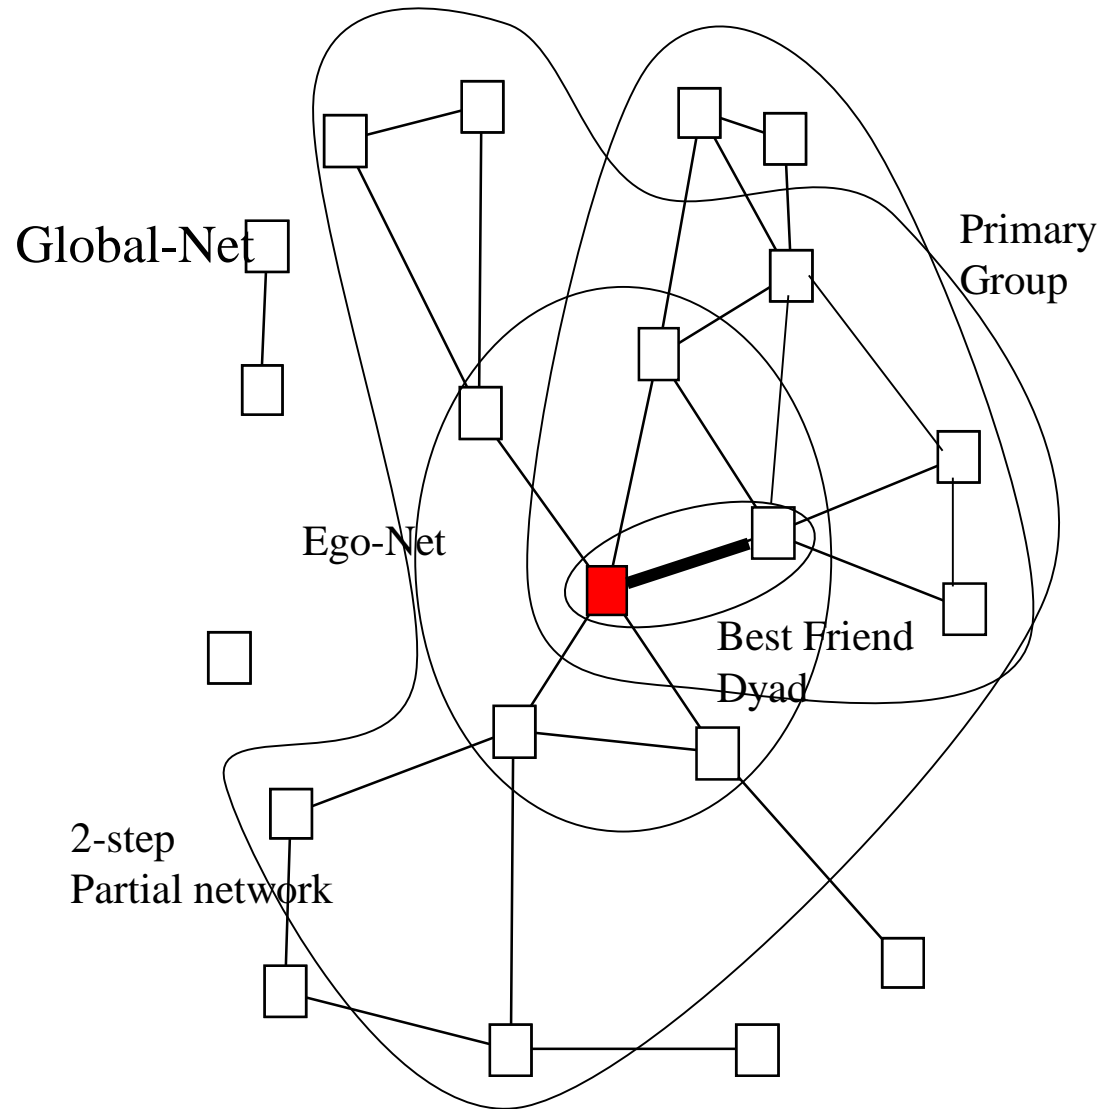 Global-Net
Primary
Group
Ego-Net
Best Friend
Dyad
2-step
Partial network